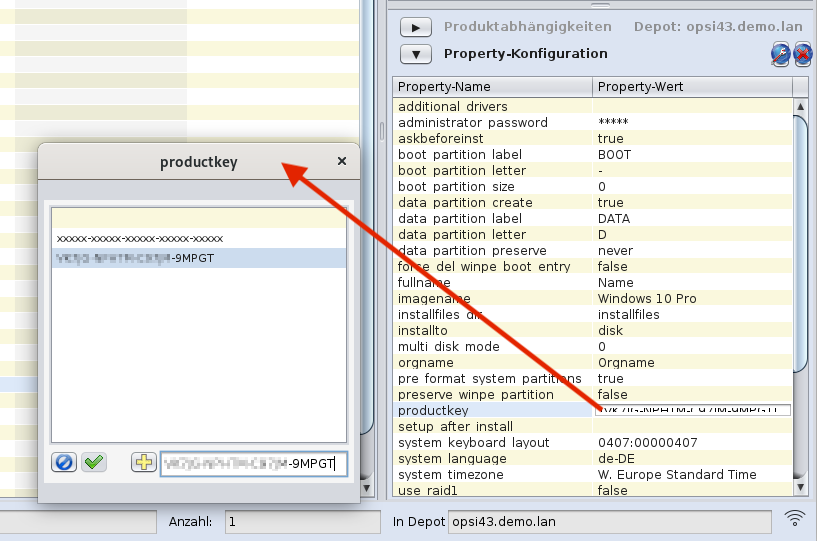 Produktabhängigkeiten Depot: opsi43.demo.lan
Property-Konfiguration
Property-Name Property-Wert
additional drivers
administrator password *****
askbeforeinst true
boot partition label BOOT
boot partition letter -
boot partition size 0
data partition create true
data partition label DATA
data partition letter D
data partition preserve never
force del winpe boot entry false
fullname Name
imagename Windows 10 Pro
installfiles dir installfiles
installto disk
multi disk mode 0
orgname Orgname
pre format system partitions true
preserve winpe partition false
productkey
setup after install
system keyboard layout 0407:00000407
system language de-DE
system timezone W. Europe Standard Time
use raid1 false
productkey
xxxxx-xxxxx-xxxxx-xxxxx-xxxxx
-9MPGT
-9MPGT
Anzahl: 1 In Depot opsi43.demo.lan